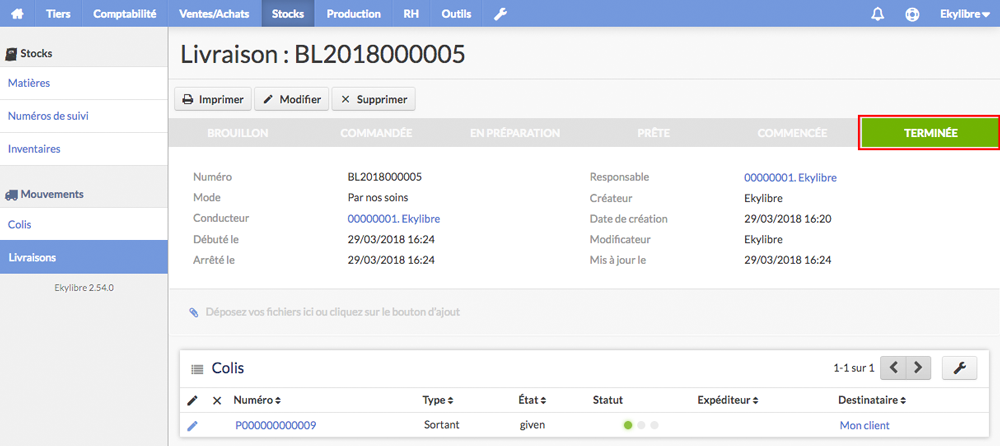 Tiers Comptabilité Ventes/Achats Stocks Production RH Outils Ekylibre
Stocks
Matières
Numéros de suivi
Inventaires
Mouvements
Colis
Livraisons
Ekylibre 2.54.0
Livraison : BL2018000005
Imprimer Modifier Supprimer
BROUILLON COMMANDÉE EN PRÉPARATION PRÊTE COMMENCÉE TERMINÉE
Numéro BL2018000005 Responsable 00000001. Ekylibre
Mode Par nos soins Créateur Ekylibre
Conducteur 00000001. Ekylibre Date de création 29/03/2018 16:20
Débuté le 29/03/2018 16:24 Modificateur Ekylibre
Arrêté le 29/03/2018 16:24 Mis à jour le 29/03/2018 16:24
Déposez vos fichiers ici ou cliquez sur le bouton d'ajout
Colis 1-1 sur 1
Numéro Type État Statut Expéditeur Destinataire
P000000000009 Sortant given Mon client